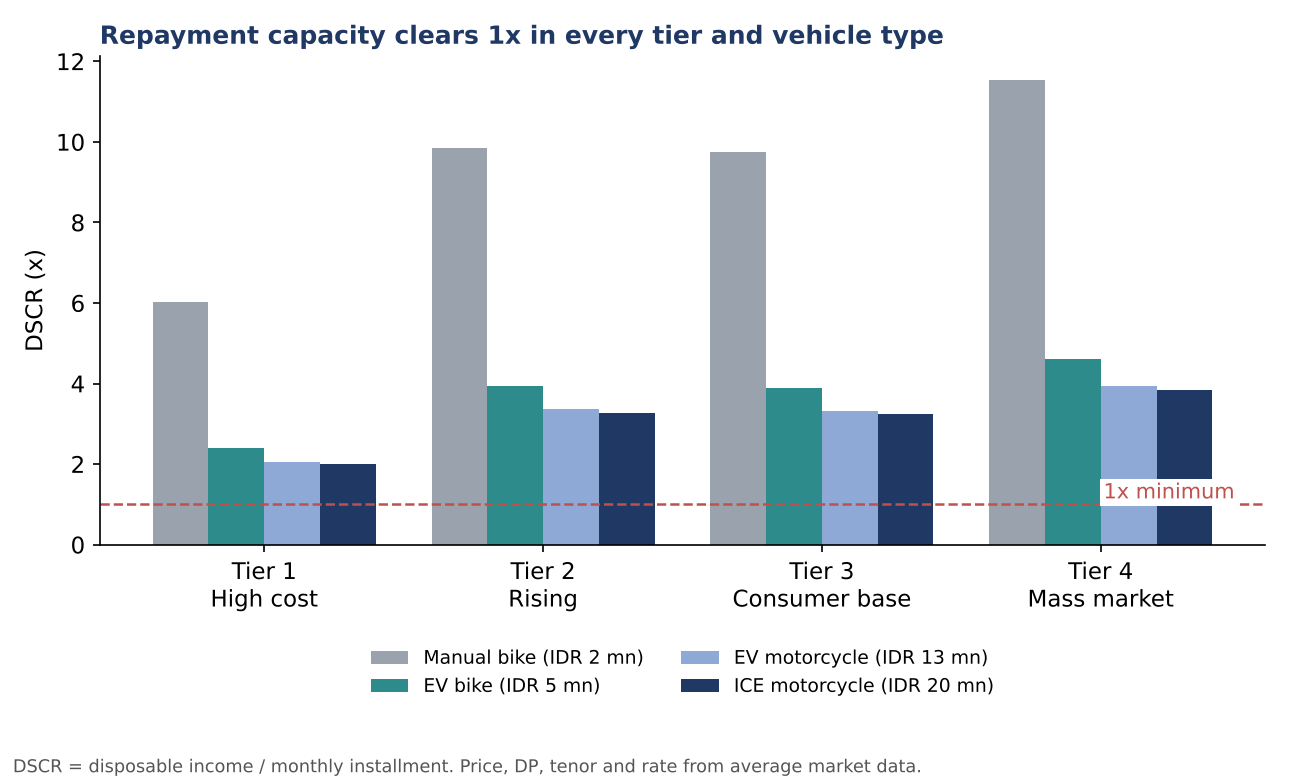 Repayment capacity clears 1x in every tier and vehicle type
DSCR (x)
12
10
8
6
4
2
0
1x minimum
Tier 1
High cost
Tier 2
Rising
Tier 3
Consumer base
Tier 4
Mass market
Manual bike (IDR 2 mn)
EV bike (IDR 5 mn)
EV motorcycle (IDR 13 mn)
ICE motorcycle (IDR 20 mn)
DSCR = disposable income / monthly installment. Price, DP, tenor and rate from average market data.